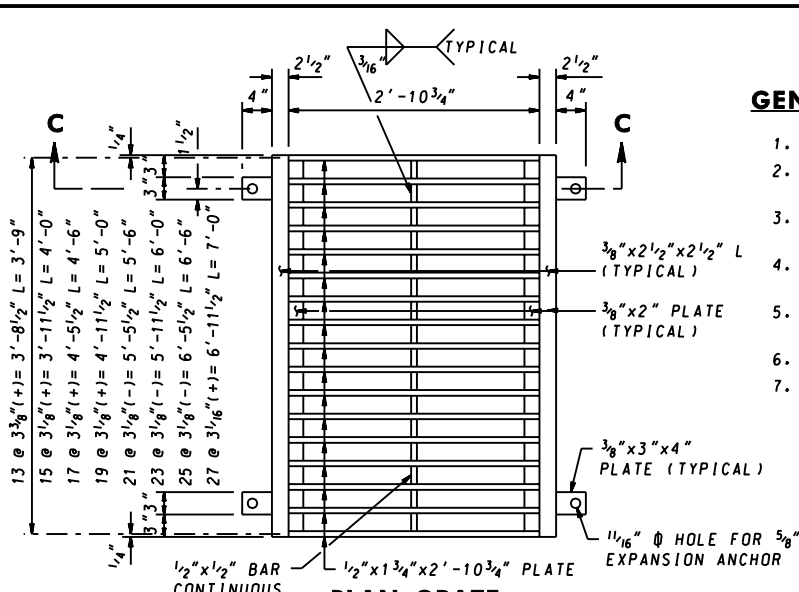 TYPICAL
3/16"
2 1/2"
2 1/2"
4"
2'-10 3/4"
4"
GEN
C
C
1/4"
1 1/2"
3"
3"
1.
2.
3.
4.
5.
6.
7.
13 @ 3 3/8"(+)= 3'-8 1/2" L= 3'-9"
15 @ 3 1/8"(+)= 3'-11 1/2" L= 4'-0"
17 @ 3 1/8"(+)= 4'-5 1/2" L= 4'-6"
19 @ 3 1/8"(+)= 4'-11 1/2" L= 5'-0"
21 @ 3 1/8"(-)= 5'-5 1/2" L= 5'-6"
23 @ 3 1/8"(-)= 5'-11 1/2" L= 6'-0"
25 @ 3 1/8"(-)= 6'-5 1/2" L= 6'-6"
27 @ 3 1/16"(+)= 6'-11 1/2" L= 7'-0"
3/8"x2 1/2"x2 1/2" L
(TYPICAL)
3/8"x2" PLATE
(TYPICAL)
3/8"x3"x4"
PLATE (TYPICAL)
3"
3"
1/4"
11/16" Φ HOLE FOR 5/8"
EXPANSION ANCHOR
1/2"x1/2" BAR
CONTINUOUS
1/2"x1 3/4"x2'-10 3/4" PLATE
PLAN GRATE